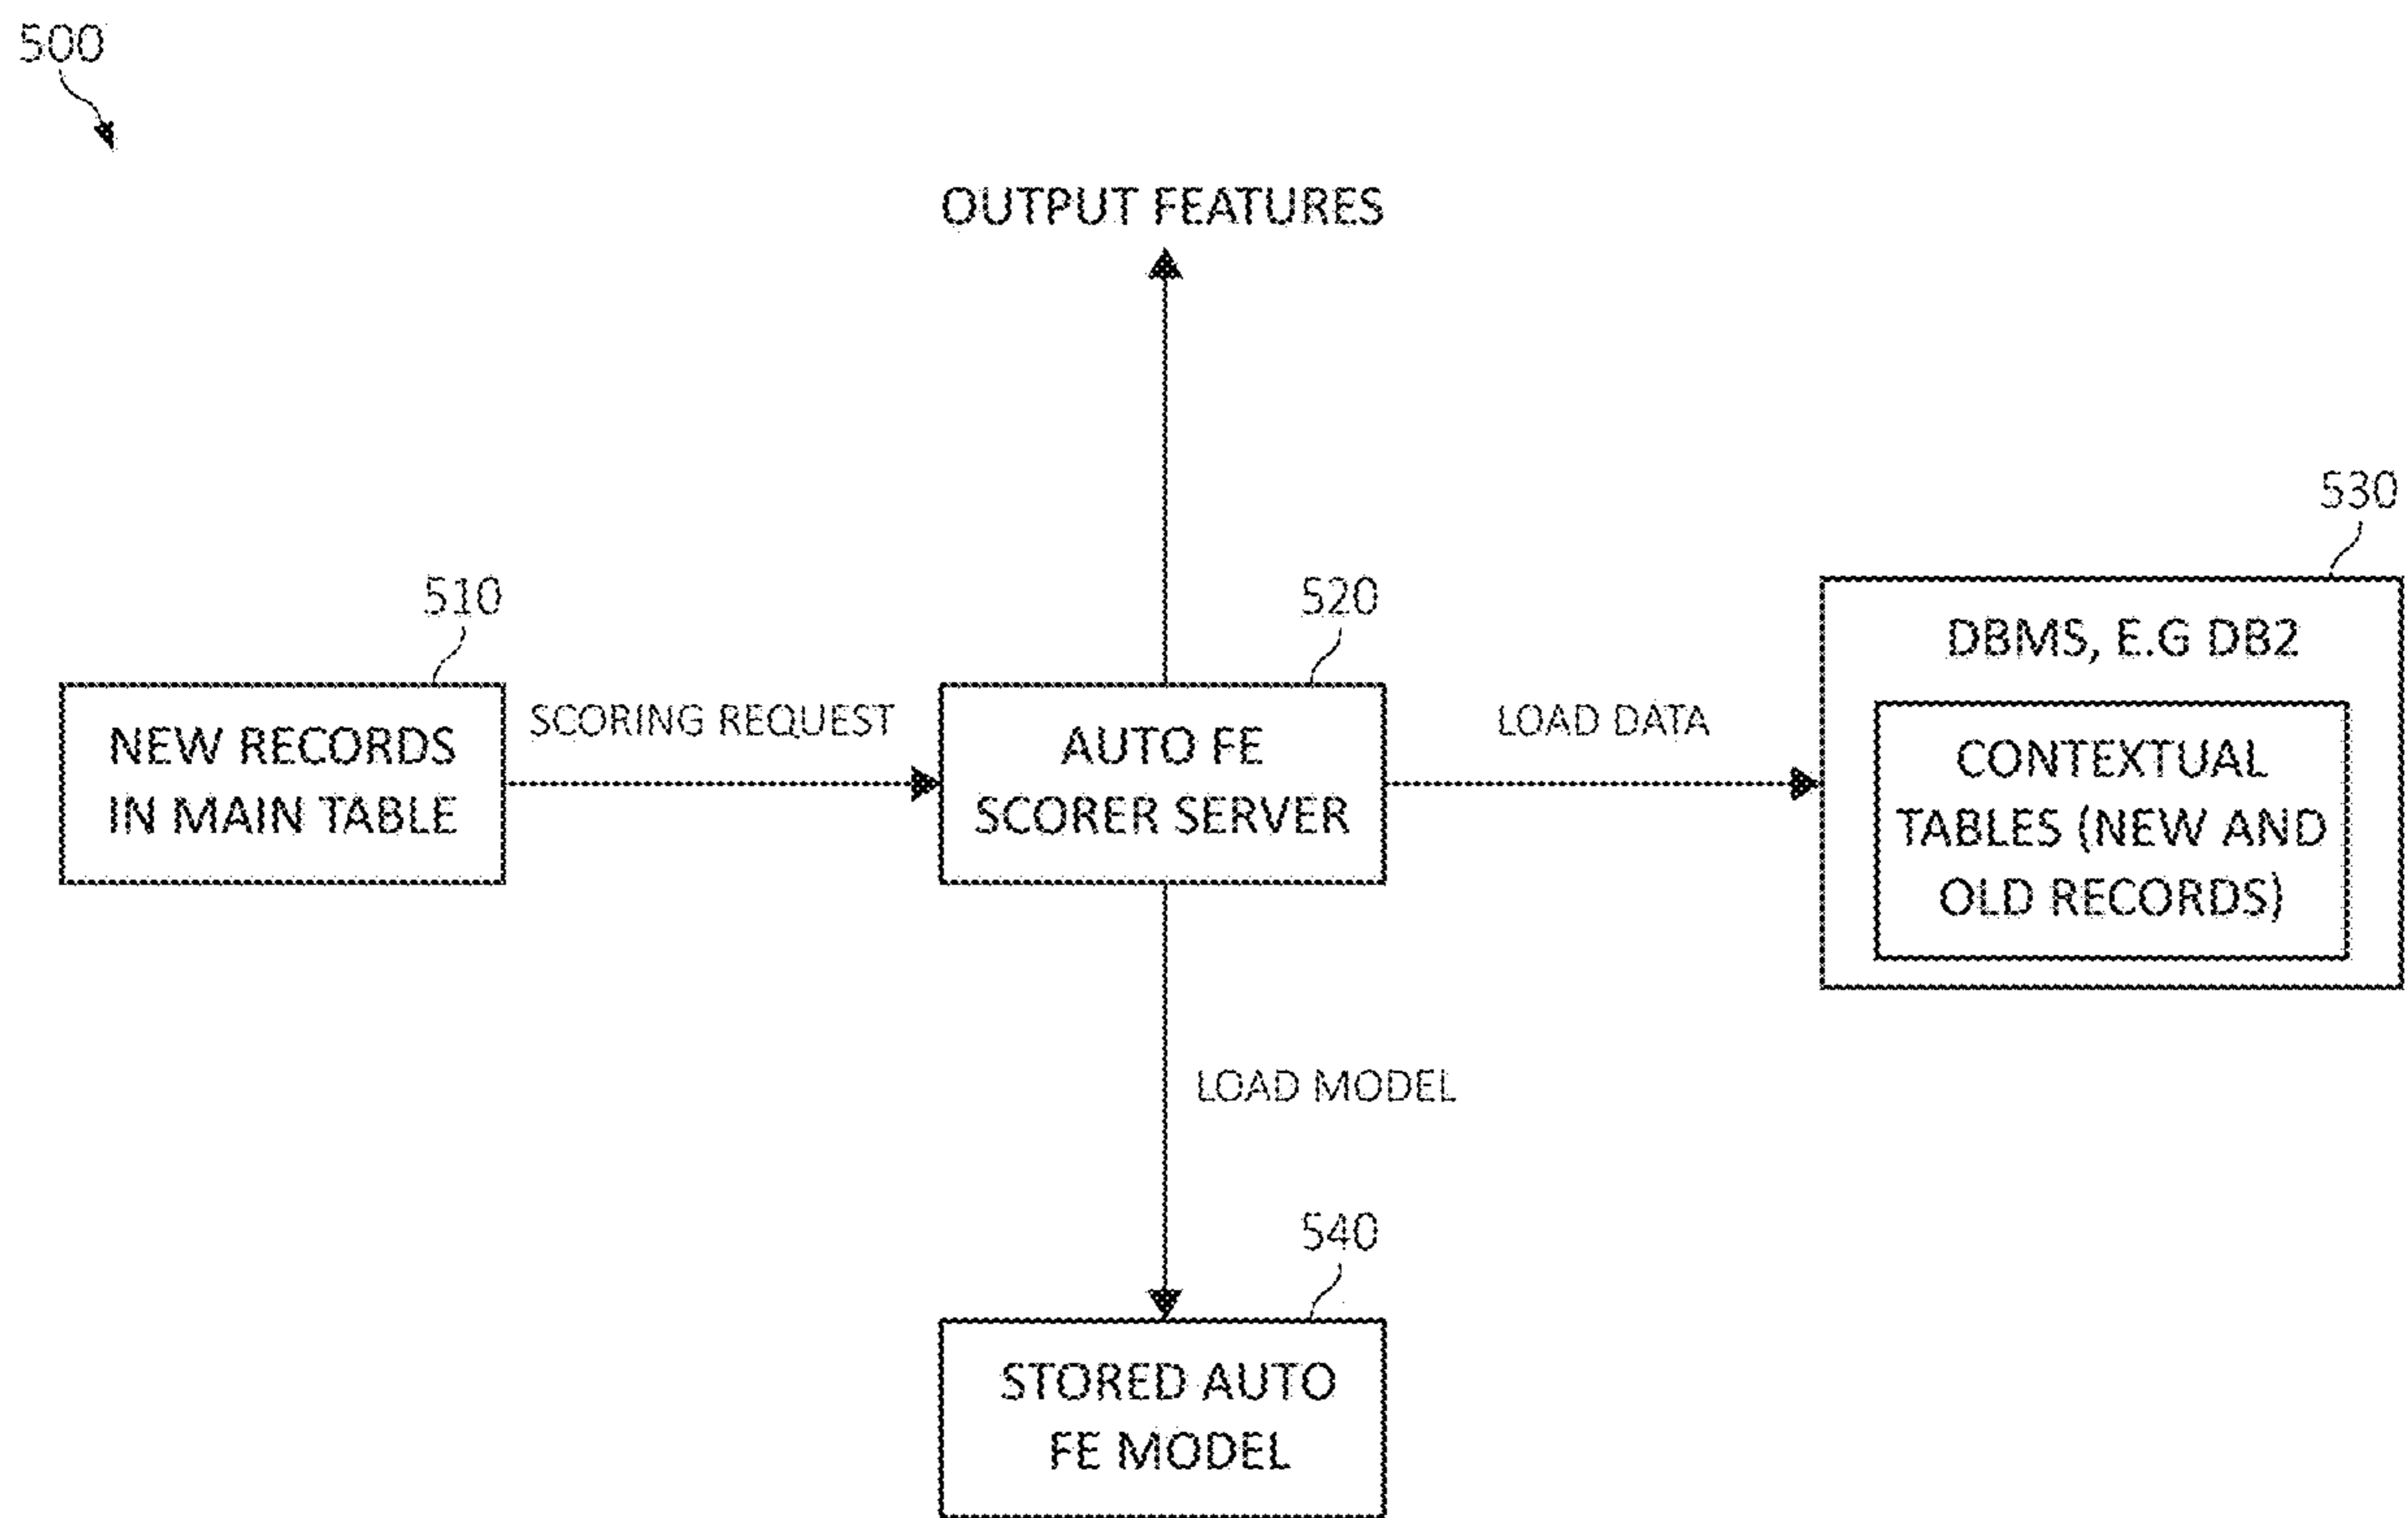 500
OUTPUT FEATURES
530
510
520
DBMS, E.G DB2
NEW RECORDS
IN MAIN TABLE
SCORING REQUEST
AUTO FE
SCORER SERVER
LOAD DATA
CONTEXTUAL
TABLES (NEW AND
OLD RECORDS)
LOAD MODEL
540
STORED AUTO
FE MODEL